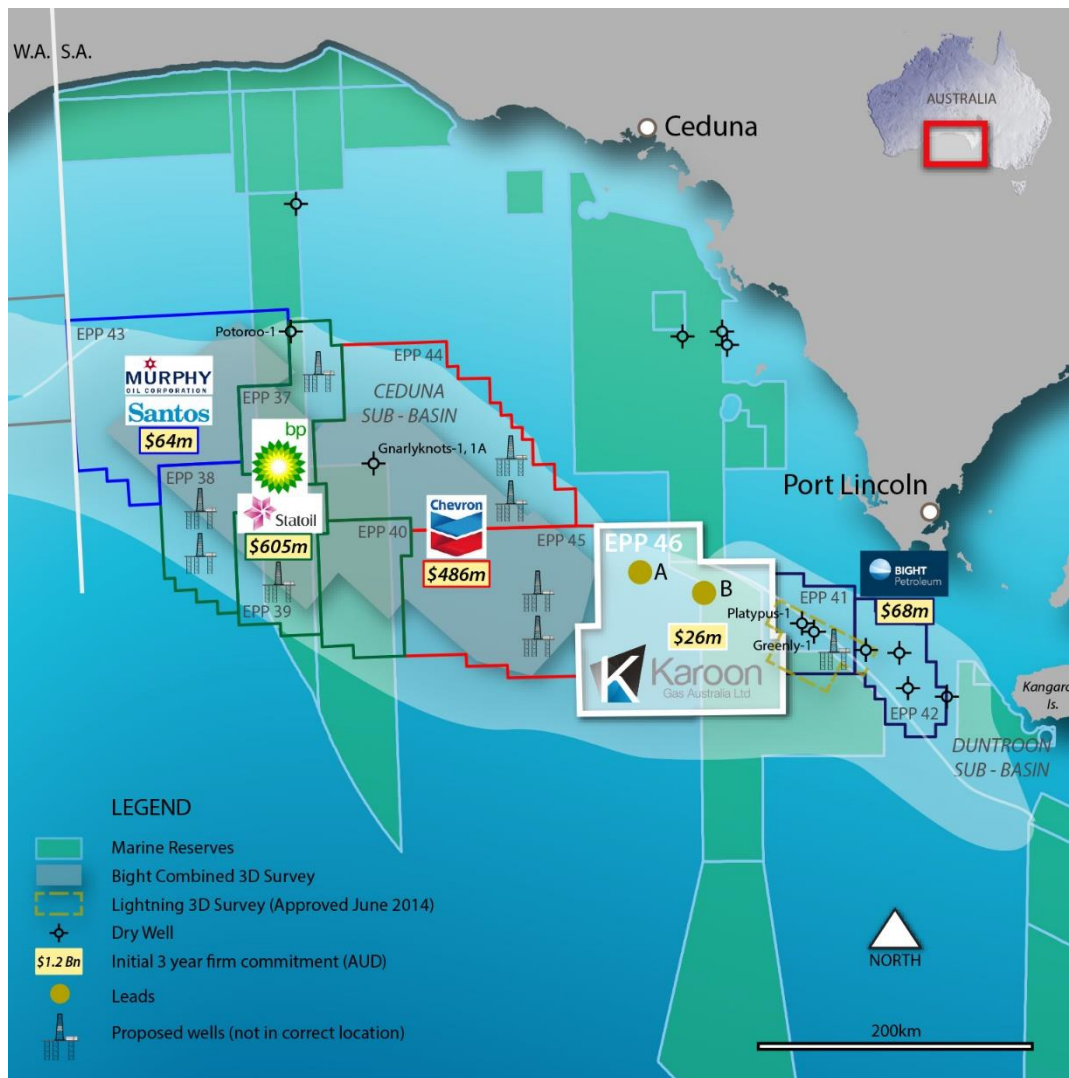 W.A. S.A.
AUSTRALIA
Ceduna
EPP 43
Potoroo-1
EPP 44
MURPHY
OIL CORPORATION
Santos
$64m
EPP 37
CEDUNA
SUB - BASIN
bp
Gnarlyknots-1, 1A
EPP 38
Statoil
$605m
EPP 39
EPP 40
Chevron
$486m
EPP 45
EPP 46
A
B
$26m
Karoon
Gas Australia Ltd
Port Lincoln
BIGHT
Petroleum
$68m
EPP 41
Platypus-1
Greenly-1
EPP 42
Kangaroo
Is.
DUNTROON
SUB - BASIN
LEGEND
Marine Reserves
Bight Combined 3D Survey
Lightning 3D Survey (Approved June 2014)
Dry Well
$1.2 Bn Initial 3 year firm commitment (AUD)
Leads
Proposed wells (not in correct location)
NORTH
200km